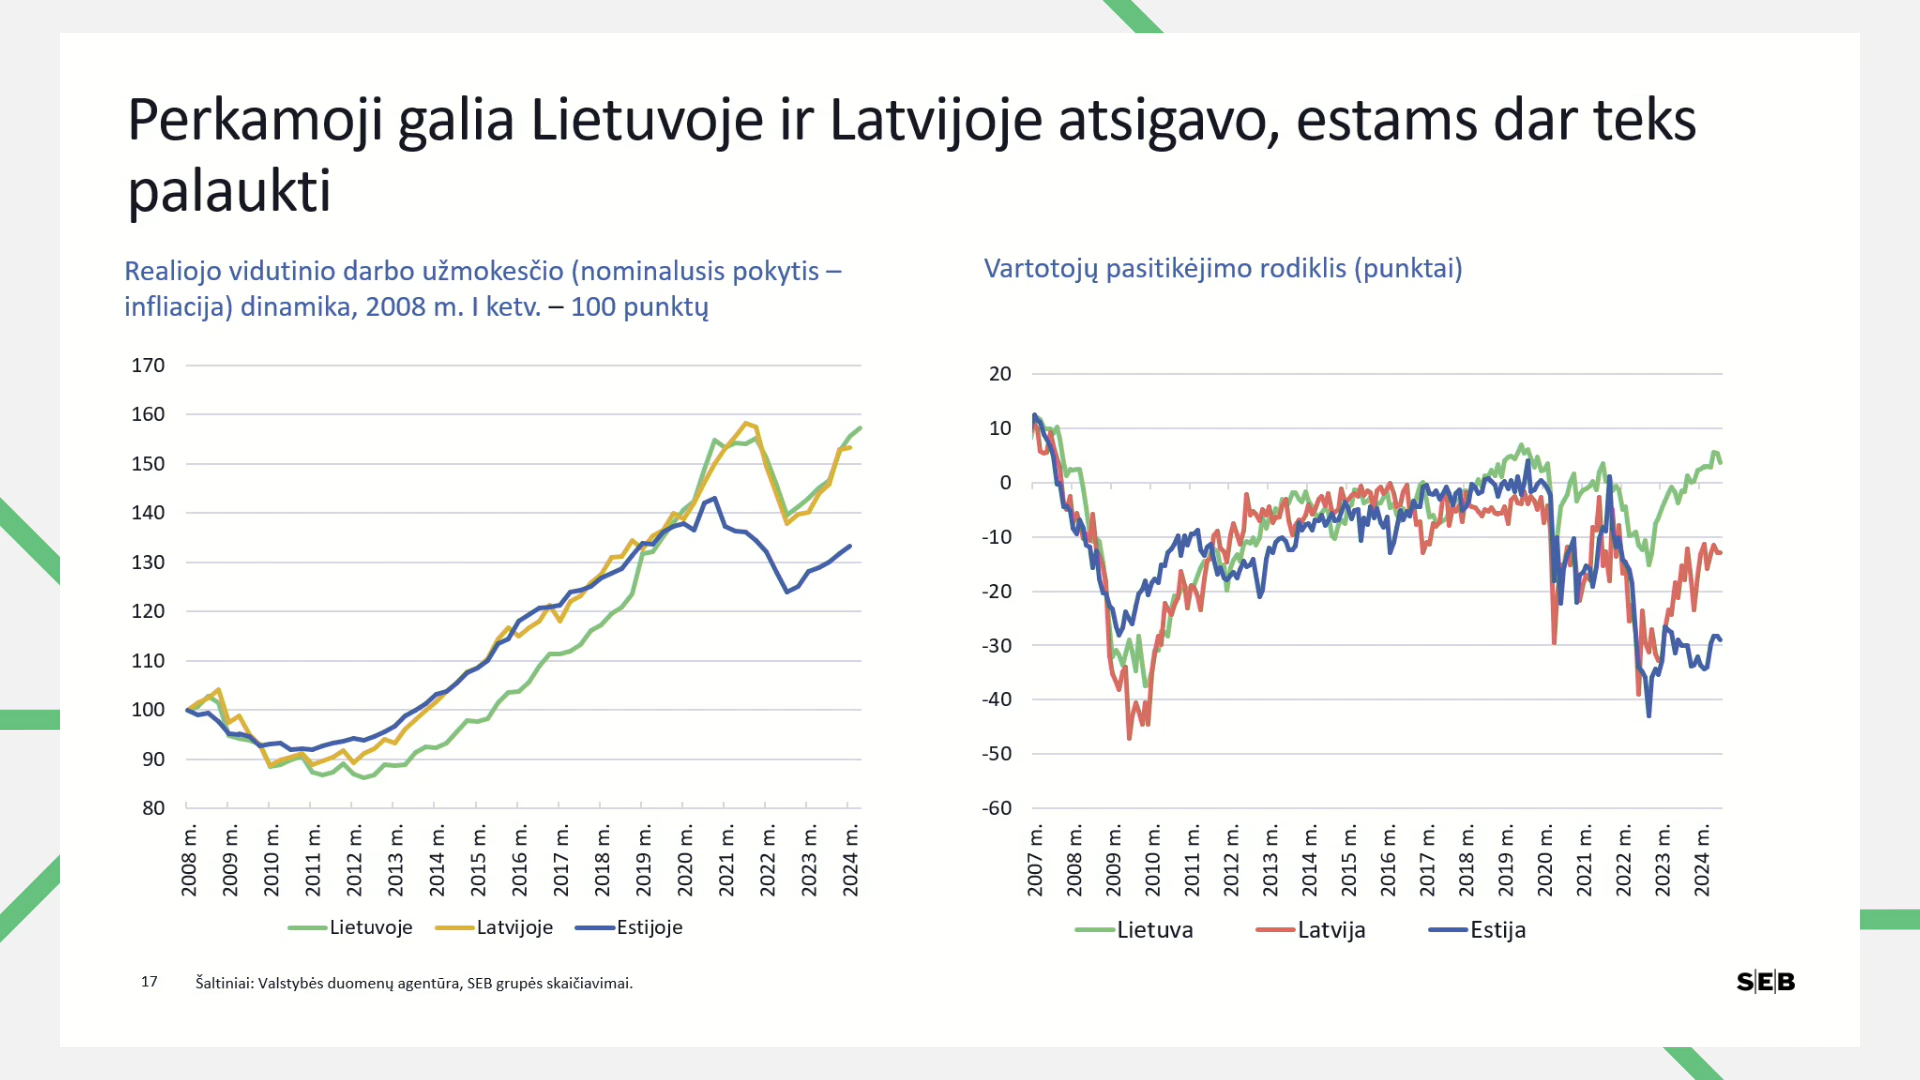 Perkamoji galia Lietuvoje ir Latvijoje atsigavo, estams dar teks
palaukti
Realiojo vidutinio darbo užmokesčio (nominalusis pokytis –
infliacija) dinamika, 2008 m. I ketv. – 100 punktų
170
160
150
140
130
120
110
100
90
80
2008 m.
2009 m.
2010 m.
2011 m.
2012 m.
2013 m.
2014 m.
2015 m.
2016 m.
2017 m.
2018 m.
2019 m.
2020 m.
2021 m.
2022 m.
2023 m.
2024 m.
Lietuvoje Latvijoje Estijoje
Vartotojų pasitikėjimo rodiklis (punktai)
20
10
0
-10
-20
-30
-40
-50
-60
2007 m.
2008 m.
2009 m.
2010 m.
2011 m.
2012 m.
2013 m.
2014 m.
2015 m.
2016 m.
2017 m.
2018 m.
2019 m.
2020 m.
2021 m.
2022 m.
2023 m.
2024 m.
Lietuva Latvija Estija
17 Šaltiniai: Valstybės duomenų agentūra, SEB grupės skaičiavimai.
SEB